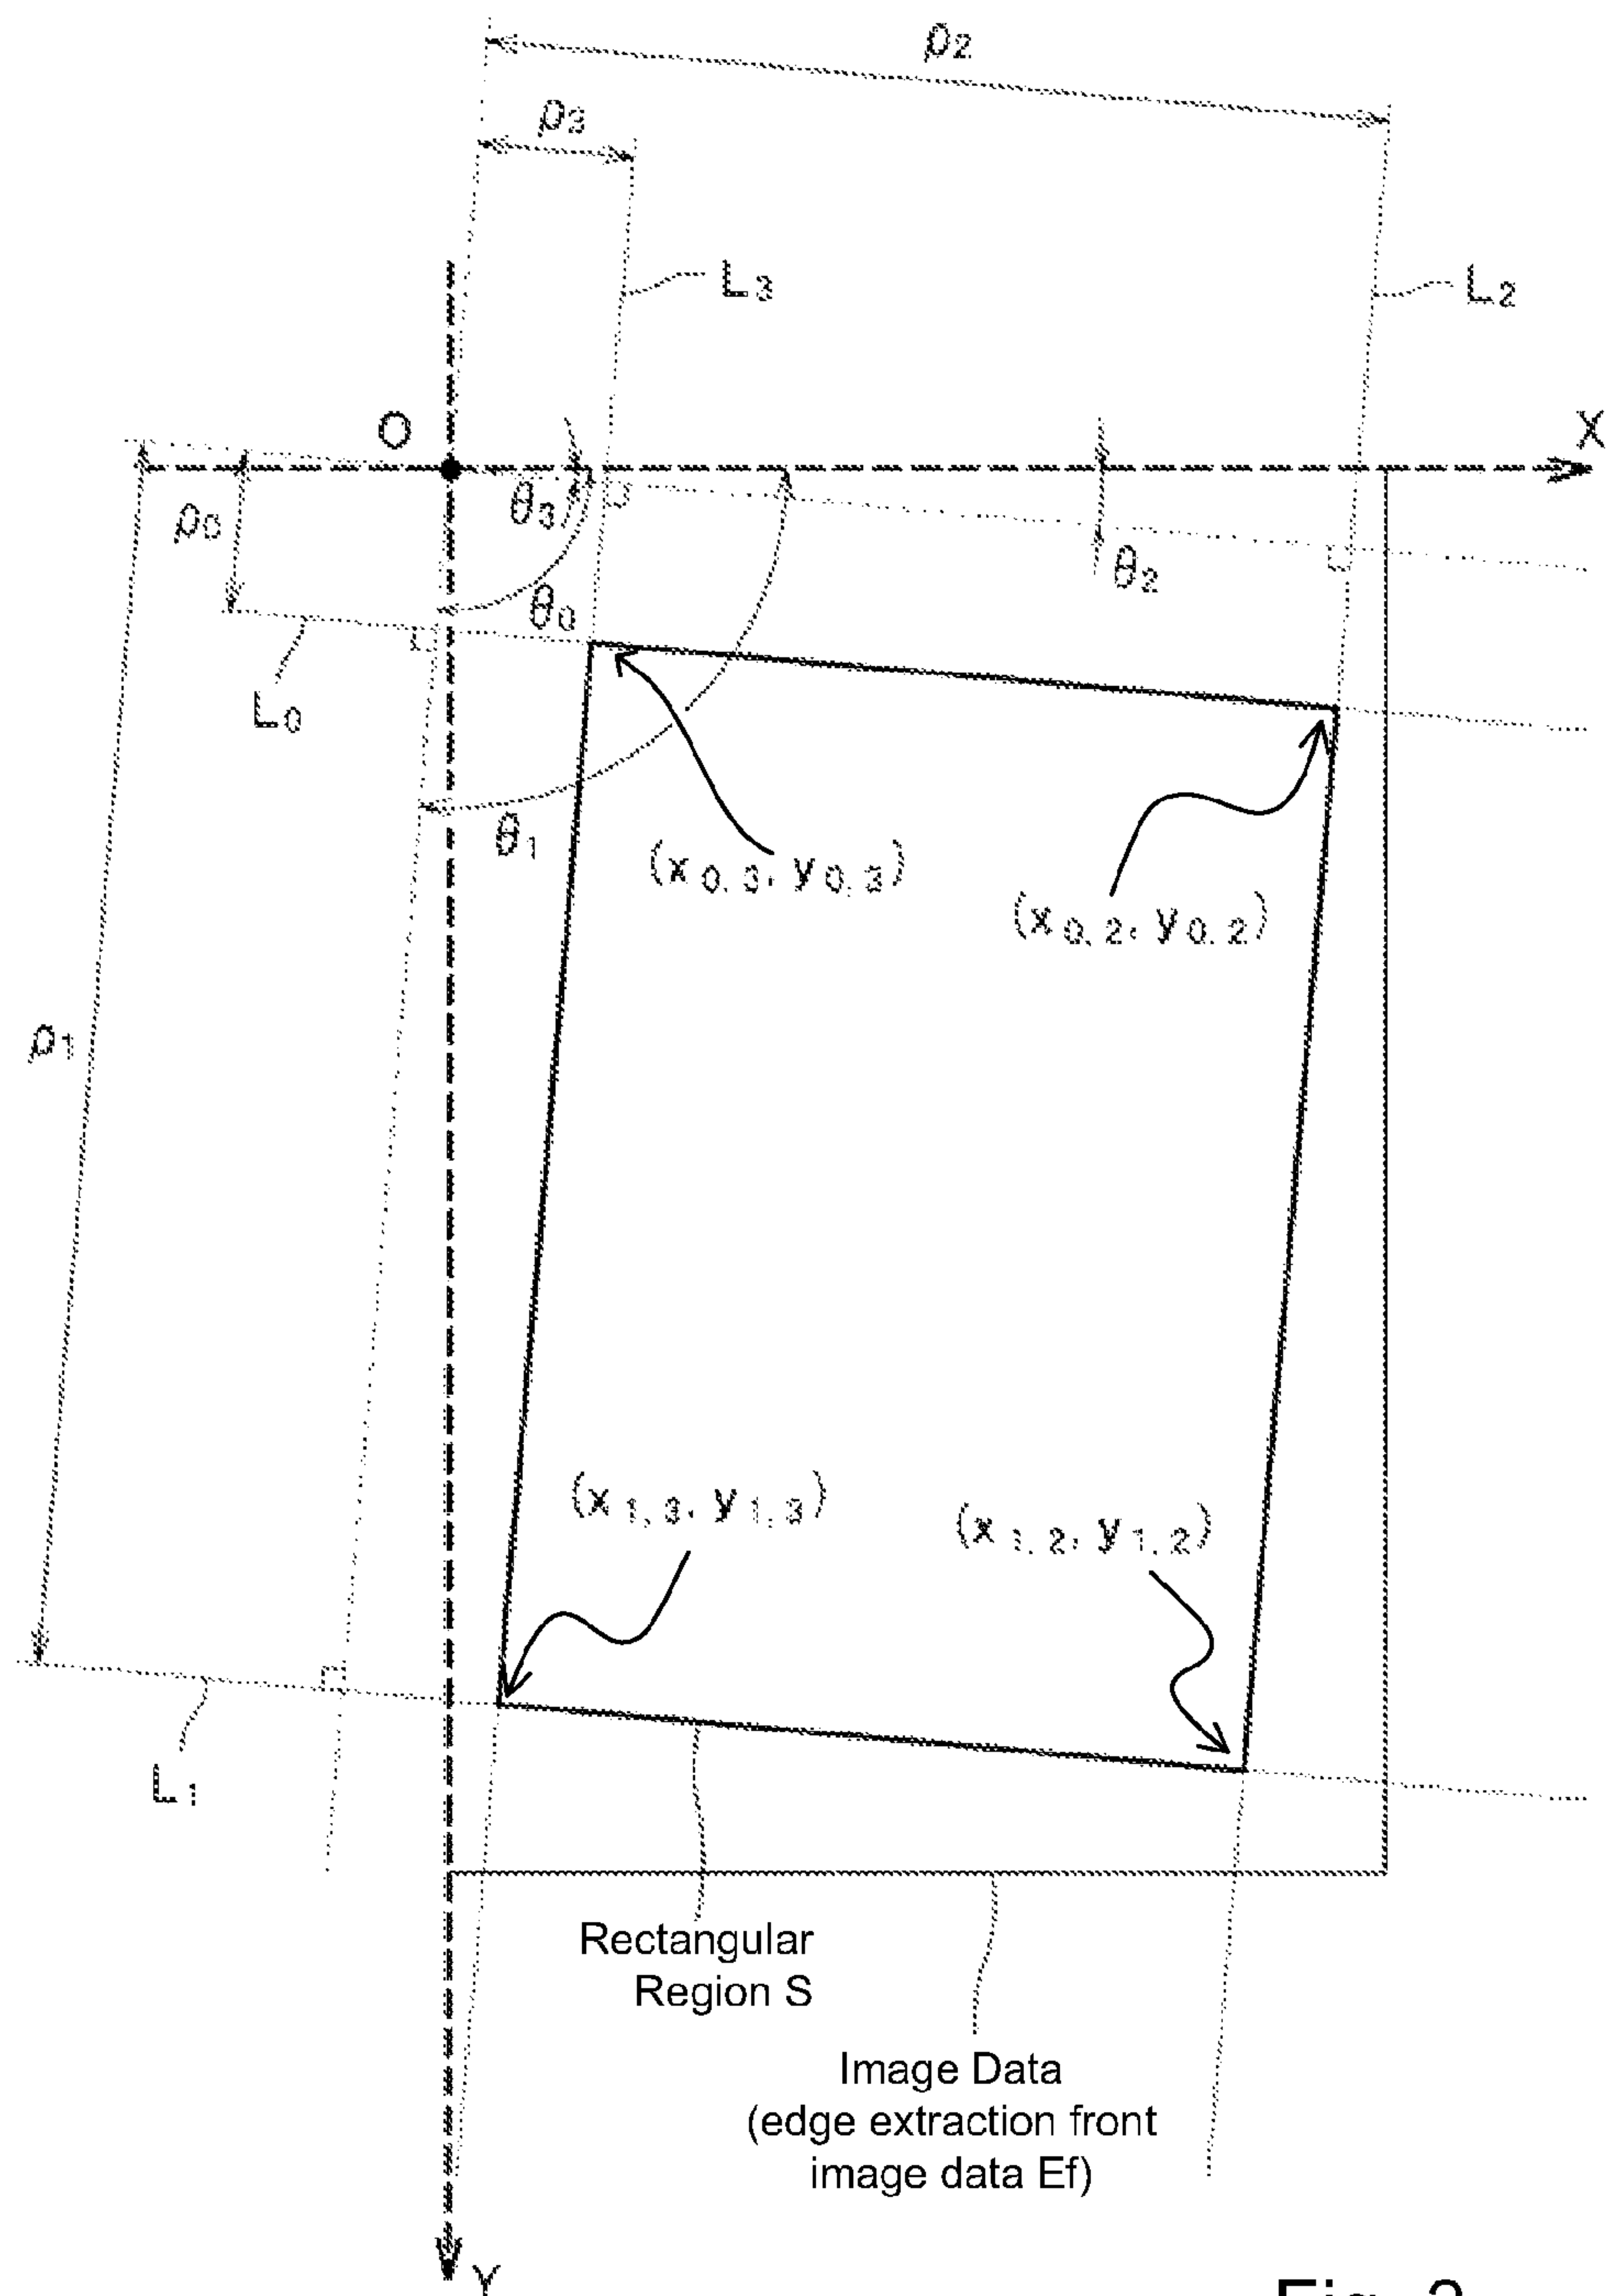 ρ2
ρ3
L3
L2
O
X
ρ0
θ3
θ2
θ0
L0
θ1
(x0,3, y0,3)
(x0,2, y0,2)
ρ1
(x1,3, y1,3)
(x1,2, y1,2)
L1
Rectangular
Region S
Image Data
(edge extraction front
image data Ef)
Y